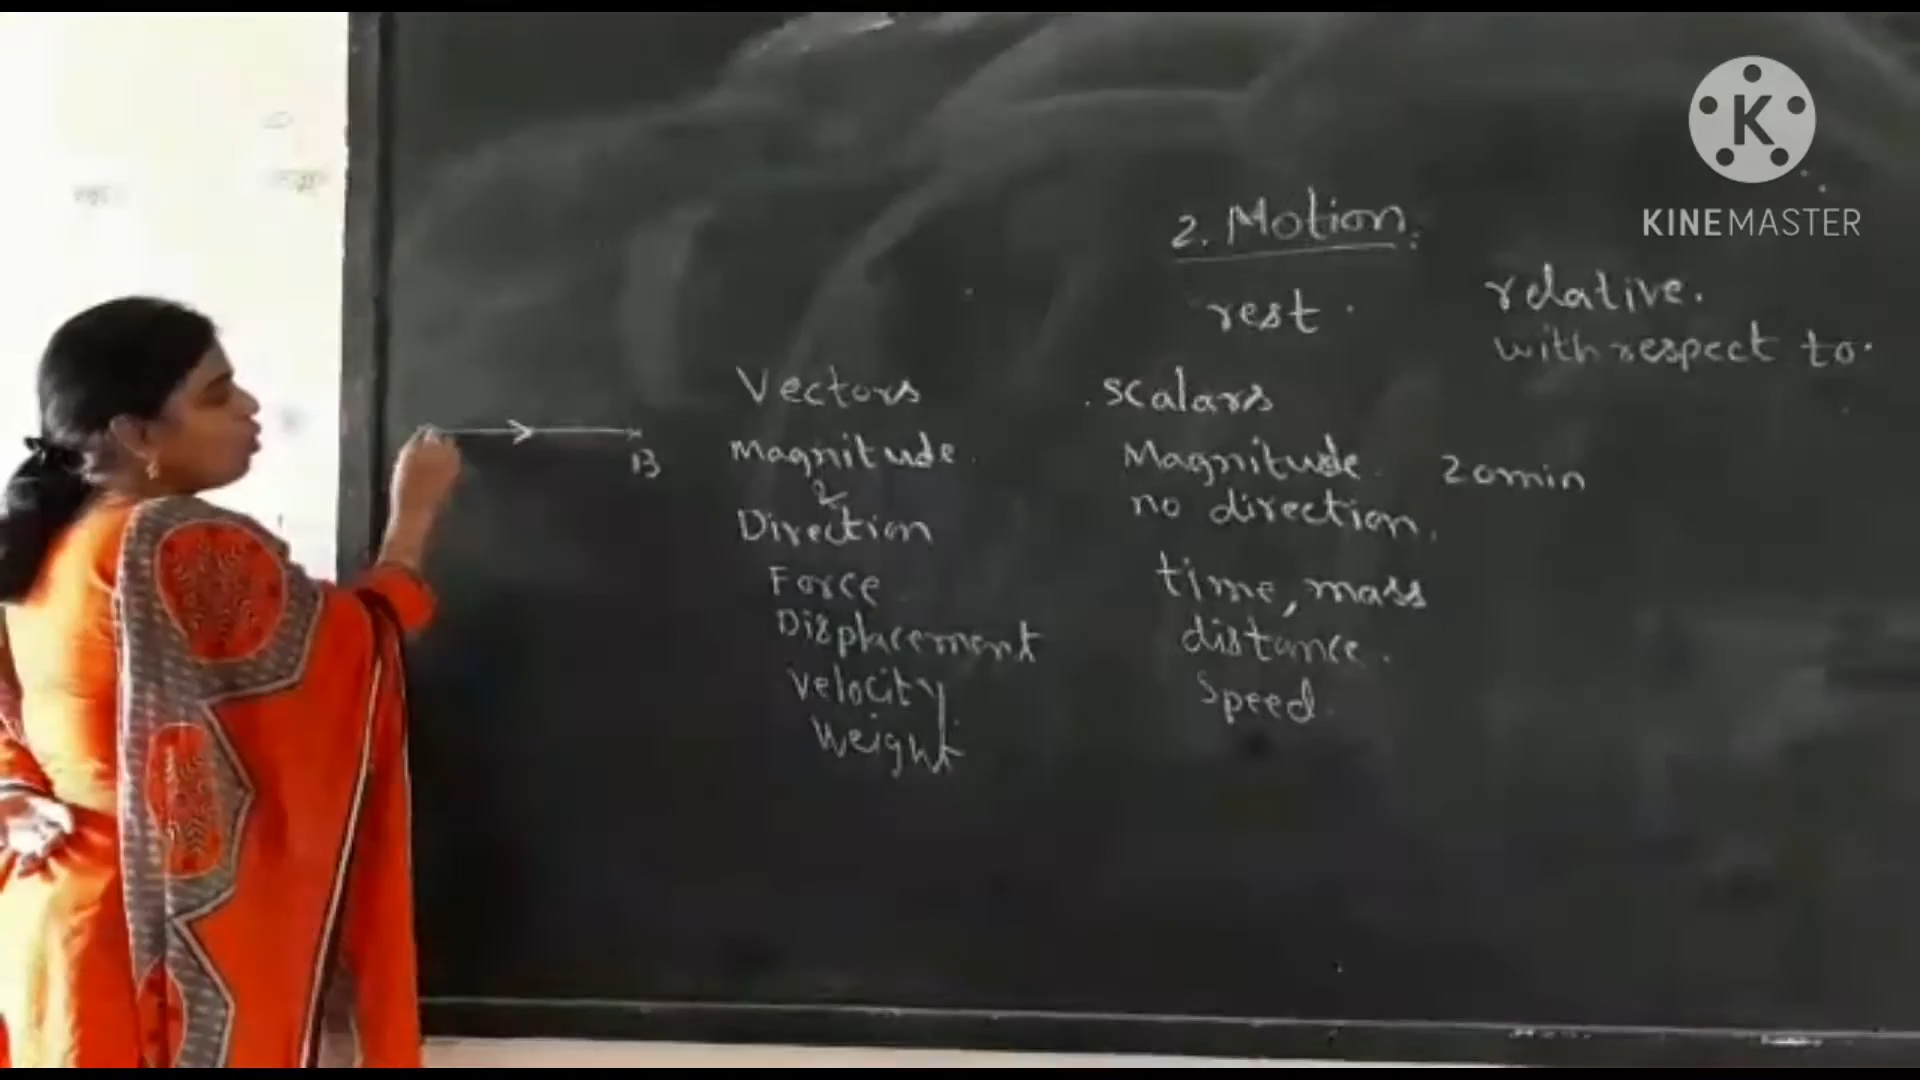 K
KINEMASTER
2. Motion.
rest.
relative.
with respect to.
Vectors
Magnitude.
&
Direction
Force
Displacement
Velocity
Weight
scalars
Magnitude.
no direction.
20min
time, mass
distance.
Speed.
B